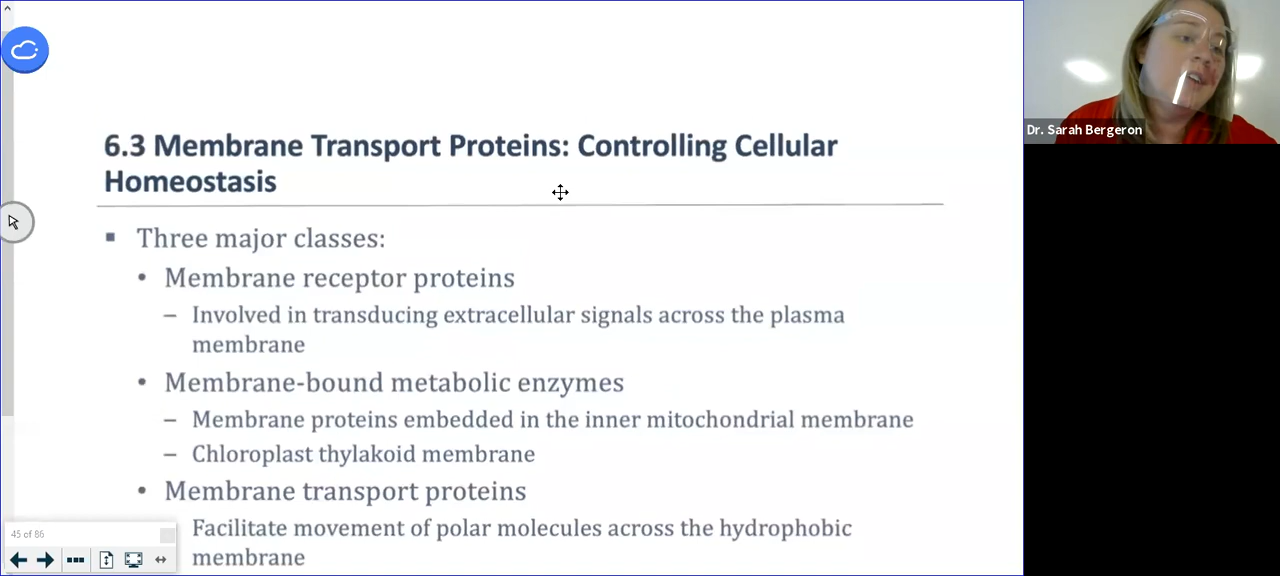 6.3 Membrane Transport Proteins: Controlling Cellular
Homeostasis
▪ Three major classes:
• Membrane receptor proteins
– Involved in transducing extracellular signals across the plasma
membrane
• Membrane-bound metabolic enzymes
– Membrane proteins embedded in the inner mitochondrial membrane
– Chloroplast thylakoid membrane
• Membrane transport proteins
Facilitate movement of polar molecules across the hydrophobic
membrane
45 of 86
Dr. Sarah Bergeron